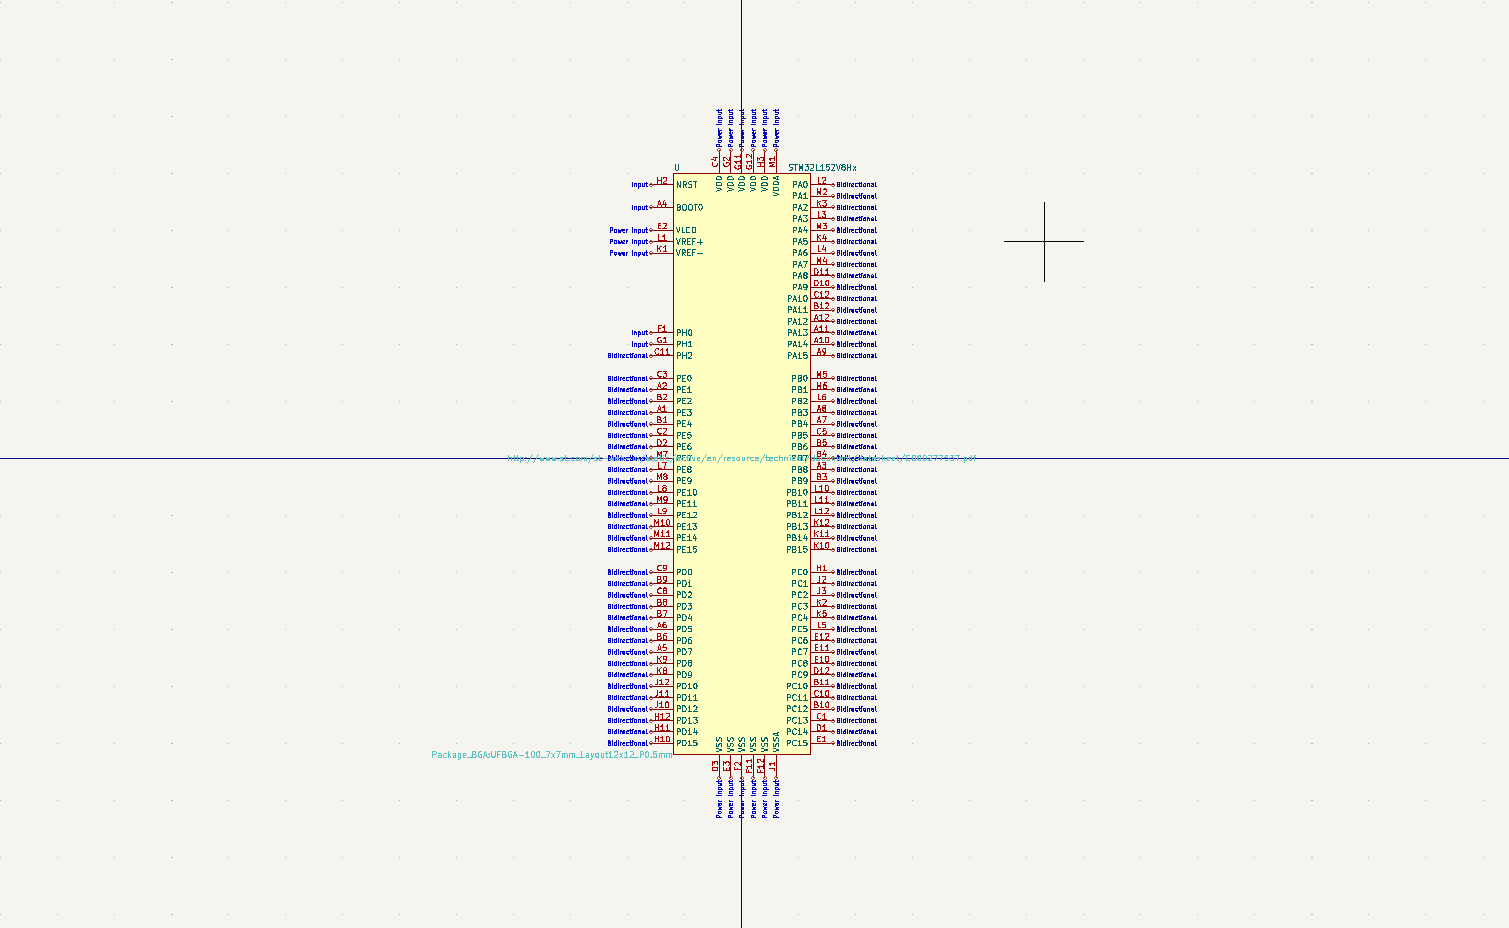 Power Input Power Input Power Input Power Input Power Input Power Input
C4 G2 G11 G12 H3 M1
U STM32L152V8Hx
VDD VDD VDD VDD VDD VDDA
Input H2 NRST PA0 L2 Bidirectional
PA1 M2 Bidirectional
Input A4 BOOT0 PA2 K3 Bidirectional
PA3 L3 Bidirectional
Power Input E2 VLCD PA4 M3 Bidirectional
Power Input L1 VREF+ PA5 K4 Bidirectional
Power Input K1 VREF- PA6 L4 Bidirectional
PA7 M4 Bidirectional
PA8 D11 Bidirectional
PA9 D10 Bidirectional
PA10 C12 Bidirectional
PA11 B12 Bidirectional
PA12 A12 Bidirectional
Input F1 PH0 PA13 A11 Bidirectional
Input G1 PH1 PA14 A10 Bidirectional
Bidirectional C11 PH2 PA15 A9 Bidirectional
Bidirectional C3 PE0 PB0 M5 Bidirectional
Bidirectional A2 PE1 PB1 M6 Bidirectional
Bidirectional B2 PE2 PB2 L6 Bidirectional
Bidirectional A1 PE3 PB3 A8 Bidirectional
Bidirectional B1 PE4 PB4 A7 Bidirectional
Bidirectional C2 PE5 PB5 C5 Bidirectional
Bidirectional D2 PE6 PB6 B5 Bidirectional
Bidirectional M7 PE7 PB7 B4 Bidirectional
Bidirectional L7 PE8 PB8 A3 Bidirectional
Bidirectional M8 PE9 PB9 B3 Bidirectional
Bidirectional L8 PE10 PB10 L10 Bidirectional
Bidirectional M9 PE11 PB11 L11 Bidirectional
Bidirectional L9 PE12 PB12 L12 Bidirectional
Bidirectional M10 PE13 PB13 K12 Bidirectional
Bidirectional M11 PE14 PB14 K11 Bidirectional
Bidirectional M12 PE15 PB15 K10 Bidirectional
Bidirectional C9 PD0 PC0 H1 Bidirectional
Bidirectional B9 PD1 PC1 J2 Bidirectional
Bidirectional C8 PD2 PC2 J3 Bidirectional
Bidirectional B8 PD3 PC3 K2 Bidirectional
Bidirectional B7 PD4 PC4 K5 Bidirectional
Bidirectional A6 PD5 PC5 L5 Bidirectional
Bidirectional B6 PD6 PC6 E12 Bidirectional
Bidirectional A5 PD7 PC7 E11 Bidirectional
Bidirectional K9 PD8 PC8 E10 Bidirectional
Bidirectional K8 PD9 PC9 D12 Bidirectional
Bidirectional J12 PD10 PC10 B11 Bidirectional
Bidirectional J11 PD11 PC11 C10 Bidirectional
Bidirectional J10 PD12 PC12 B10 Bidirectional
Bidirectional H12 PD13 PC13 C1 Bidirectional
Bidirectional H11 PD14 PC14 D1 Bidirectional
Bidirectional H10 PD15 PC15 E1 Bidirectional
VSS VSS VSS VSS VSS VSSA
Package_BGA:UFBGA-100_7x7mm_Layout12x12_P0.5mm
D3 E3 F2 F11 F12 J1
Power Input Power Input Power Input Power Input Power Input Power Input